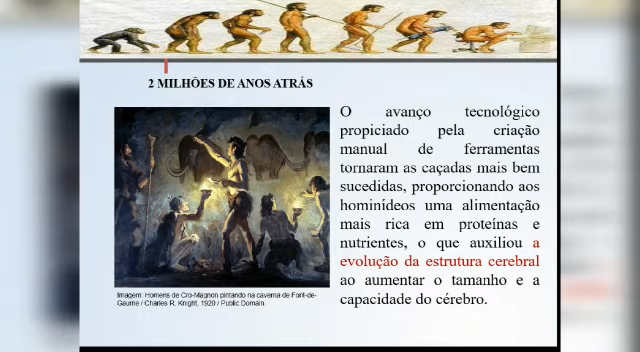 2 MILHÕES DE ANOS ATRÁS
O avanço tecnológico
propiciado pela criação
manual de ferramentas
tornaram as caçadas mais bem
sucedidas, proporcionando aos
hominídeos uma alimentação
mais rica em proteínas e
nutrientes, o que auxiliou a
evolução da estrutura cerebral
ao aumentar o tamanho e a
capacidade do cérebro.
Imagem: Homens de Cro-Magnon pintando na caverna de Font-de-
Gaume / Charles R. Knight, 1920 / Public Domain.